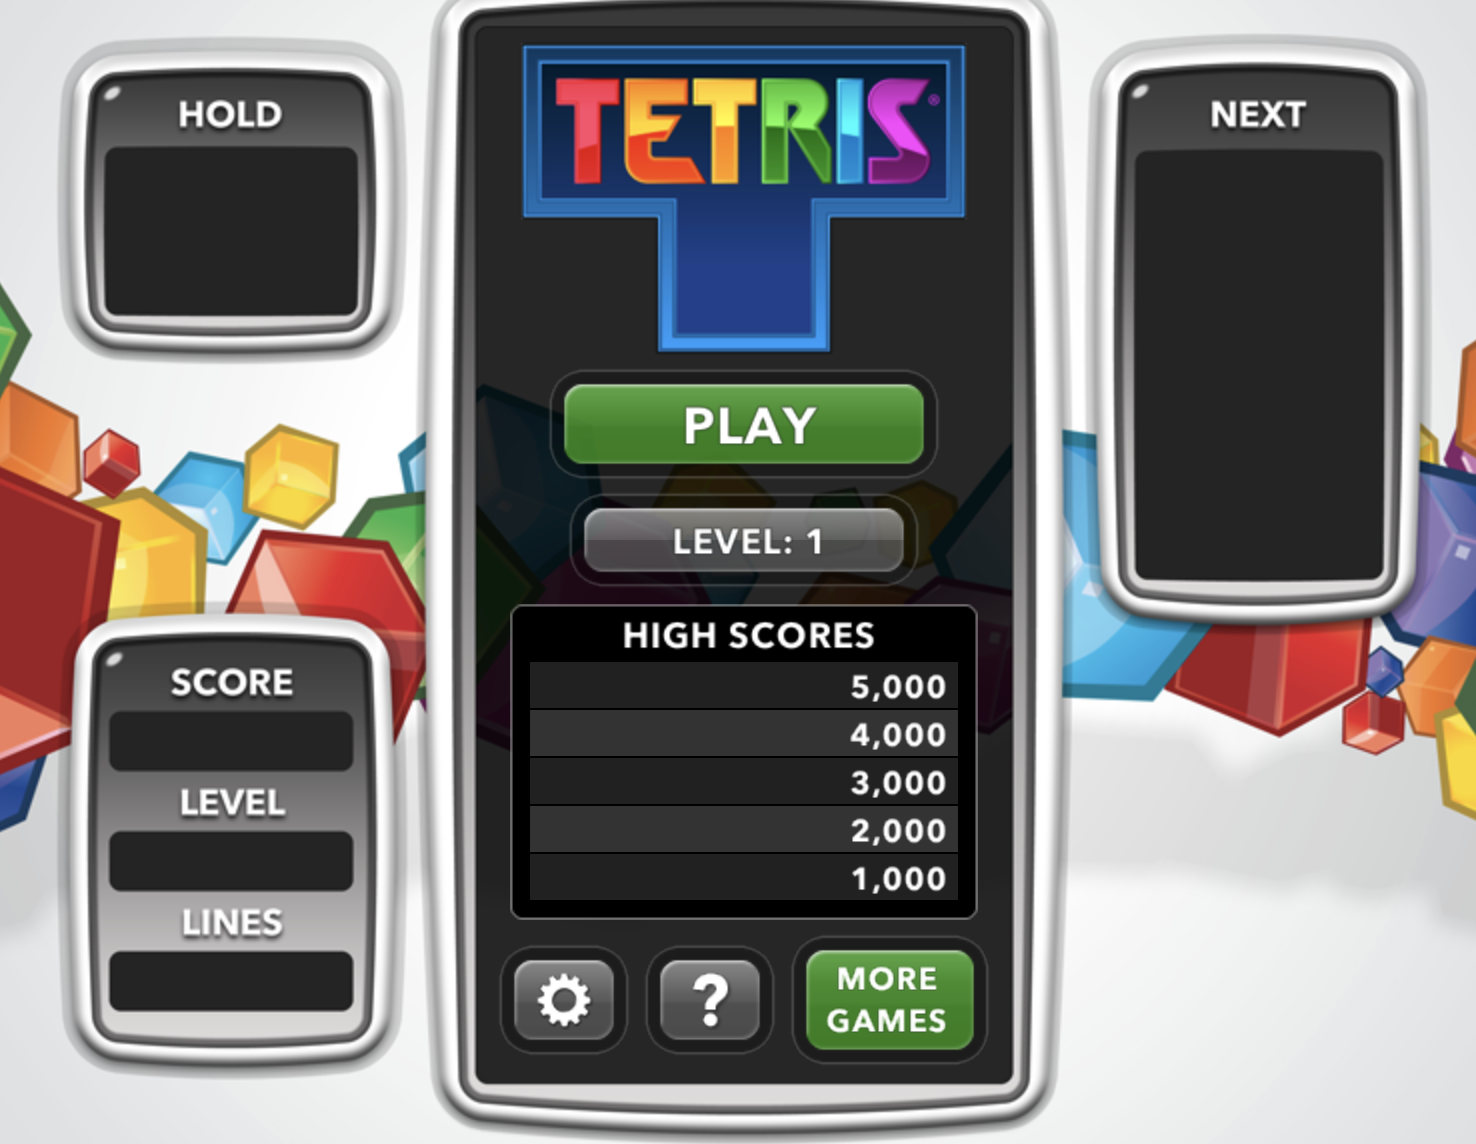 HOLD
TETRIS®
NEXT
PLAY
LEVEL: 1
HIGH SCORES
5,000
4,000
3,000
2,000
1,000
SCORE
LEVEL
LINES
?
MORE
GAMES